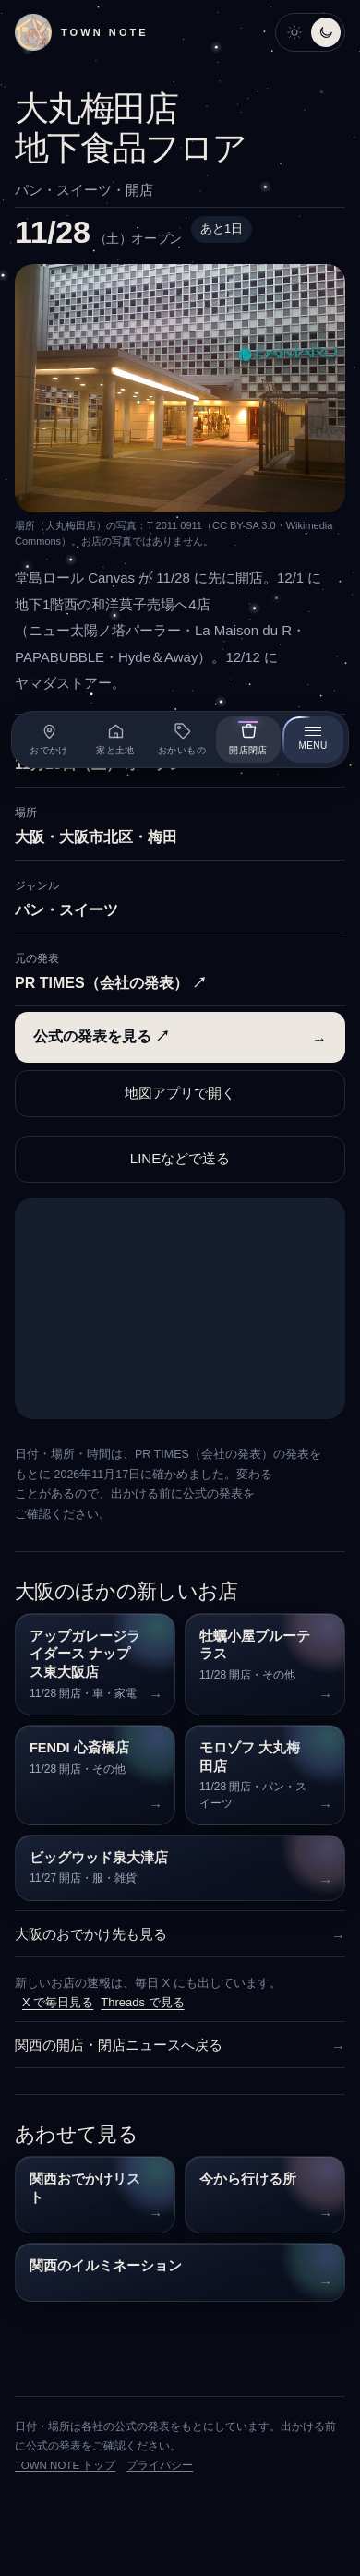 TOWN NOTE
大丸梅田店
地下食品フロア
パン・スイーツ・開店
11/28 （土）オープン あと1日
DAIMARU
場所（大丸梅田店）の写真：T 2011 0911（CC BY-SA 3.0・Wikimedia
Commons）。お店の写真ではありません。
堂島ロール Canvas が 11/28 に先に開店。12/1 に
地下1階西の和洋菓子売場へ4店
（ニュー太陽ノ塔パーラー・La Maison du R・
PAPABUBBLE・Hyde＆Away）。12/12 に
ヤマダストアー。
おでかけ 家と土地 おかいもの 開店閉店 MENU
場所
大阪・大阪市北区・梅田
ジャンル
パン・スイーツ
元の発表
PR TIMES（会社の発表） ↗
公式の発表を見る ↗ →
地図アプリで開く
LINEなどで送る
日付・場所・時間は、PR TIMES（会社の発表）の発表を
もとに 2026年11月17日に確かめました。変わる
ことがあるので、出かける前に公式の発表を
ご確認ください。
大阪のほかの新しいお店
アップガレージラ
イダース ナップ
ス東大阪店
11/28 開店・車・家電 →
牡蠣小屋ブルーテ
ラス
11/28 開店・その他
→
FENDI 心斎橋店
11/28 開店・その他
→
モロゾフ 大丸梅
田店
11/28 開店・パン・ス
イーツ →
ビッグウッド泉大津店
11/27 開店・服・雑貨 →
大阪のおでかけ先も見る →
新しいお店の速報は、毎日 X にも出しています。
X で毎日見る Threads で見る
関西の開店・閉店ニュースへ戻る →
あわせて見る
関西おでかけリス
ト →
今から行ける所
→
関西のイルミネーション
→
日付・場所は各社の公式の発表をもとにしています。出かける前
に公式の発表をご確認ください。
TOWN NOTE トップ プライバシー